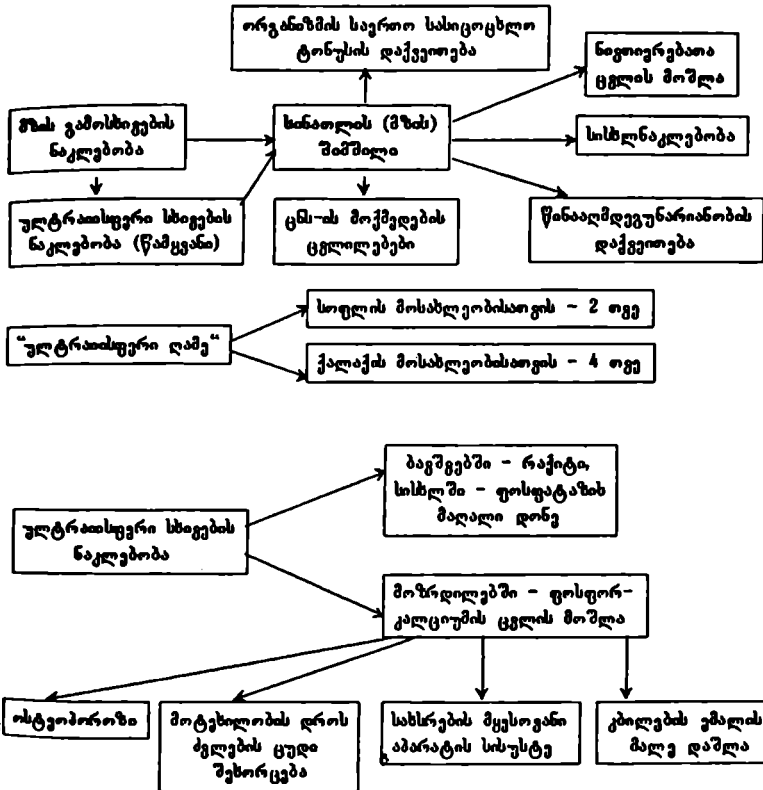 ორგანიზმის საერთო სასიცოცხლო
ტონუსის დაქვეითება
ნივთიერებათა
ცვლის მოშლა
მზის გამოსხივების
ნაკლებობა
სინათლის (მზის)
შიმშილი
სისხლნაკლებობა
ულტრაიისფერი სხივების
ნაკლებობა (წამყვანი)
ცნს-ის მოქმედების
ცვლილებები
წინააღმდეგუნარიანობის
დაქვეითება
"ულტრაიისფერი ღამე"
სოფლის მოსახლეობისათვის - 2 თვე
ქალაქის მოსახლეობისათვის - 4 თვე
ულტრაიისფერი სხივების
ნაკლებობა
ბავშვებში - რაქიტი,
სისხლში - ფოსფატაზის
მაღალი დონე
მოზრდილებში - ფოსფორ-
კალციუმის ცვლის მოშლა
ოსტეოპოროზი
მოტეხილობის დროს
ძვლების ცუდი
შეხორცება
სახსრების მყესოვანი
აპარატის სისუსტე
კბილების ემალის
მალე დაშლა